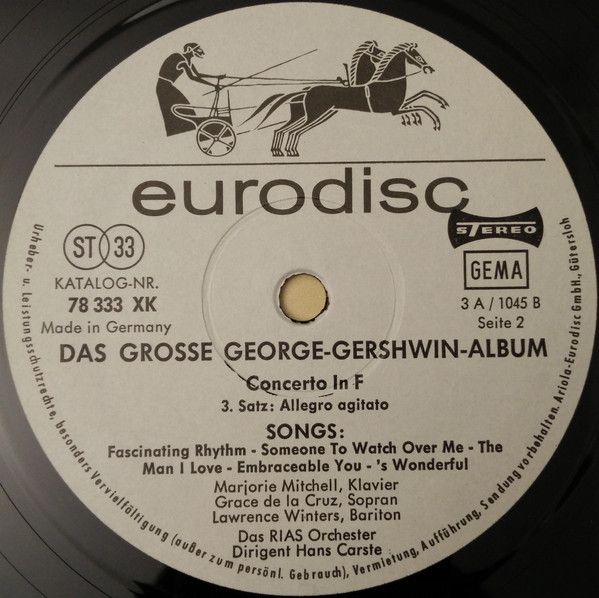 eurodisc
STEREO
ST 33
GEMA
KATALOG-NR.
78 333 XK
Made in Germany
3 A / 1045 B
Seite 2
DAS GROSSE GEORGE-GERSHWIN-ALBUM
Concerto In F
3. Satz: Allegro agitato
SONGS:
Fascinating Rhythm - Someone To Watch Over Me - The
Man I Love - Embraceable You - 's Wonderful
Marjorie Mitchell, Klavier
Grace de la Cruz, Sopran
Lawrence Winters, Bariton
Das RIAS Orchester
Dirigent Hans Carste
Urheber- u. Leistungsschutzrechte, besonders Vervielfältigung (außer zum persönl. Gebrauch), Vermietung, Aufführung, Sendung vorbehalten. Ariola-Eurodisc GmbH., Gütersloh